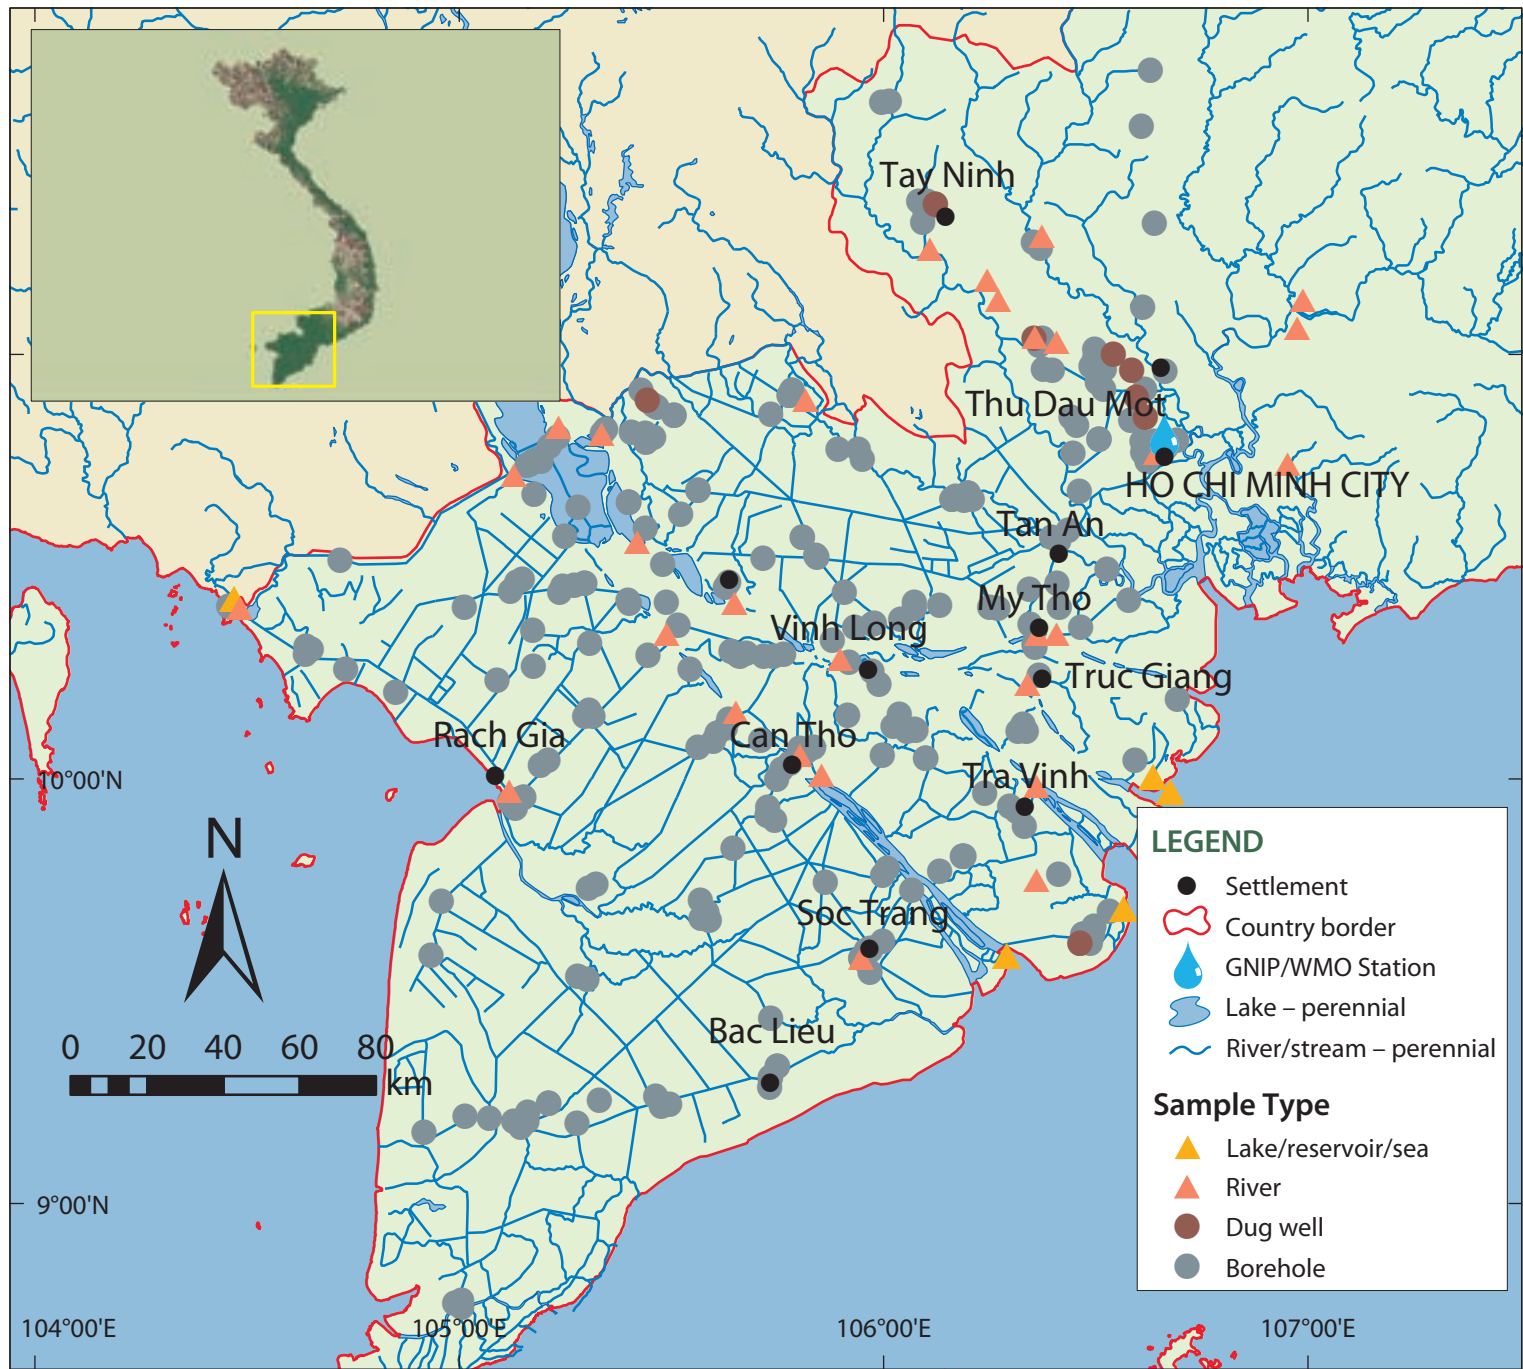 Tay Ninh
Thu Dau Mot
HO CHI MINH CITY
Tan An
My Tho
Vinh Long
Truc Giang
Rach Gia
Can Tho
Tra Vinh
10°00'N
N
Soc Trang
Bac Lieu
0 20 40 60 80
km
9°00'N
104°00'E 105°00'E 106°00'E 107°00'E
LEGEND
Settlement
Country border
GNIP/WMO Station
Lake – perennial
River/stream – perennial
Sample Type
Lake/reservoir/sea
River
Dug well
Borehole